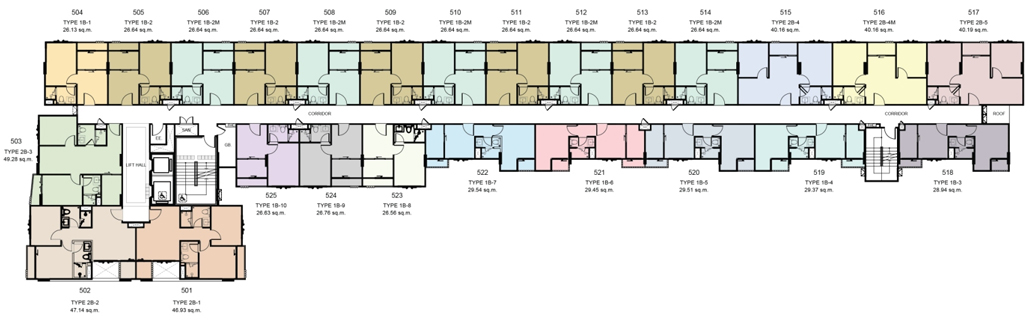 504
TYPE 1B-1
26.13 sq.m.
505
TYPE 1B-2
26.64 sq.m.
506
TYPE 1B-2M
26.64 sq.m.
507
TYPE 1B-2
26.64 sq.m.
508
TYPE 1B-2M
26.64 sq.m.
509
TYPE 1B-2
26.64 sq.m.
510
TYPE 1B-2M
26.64 sq.m.
511
TYPE 1B-2
26.64 sq.m.
512
TYPE 1B-2M
26.64 sq.m.
513
TYPE 1B-2
26.64 sq.m.
514
TYPE 1B-2M
26.64 sq.m.
515
TYPE 2B-4
40.16 sq.m.
516
TYPE 2B-4M
40.16 sq.m.
517
TYPE 2B-5
40.19 sq.m.
CORRIDOR
CORRIDOR
ROOF
503
TYPE 2B-3
49.28 sq.m.
LIFT HALL
EE
SAN.
GB
525
TYPE 1B-10
26.63 sq.m.
524
TYPE 1B-9
26.76 sq.m.
523
TYPE 1B-8
26.56 sq.m.
522
TYPE 1B-7
29.54 sq.m.
521
TYPE 1B-6
29.45 sq.m.
520
TYPE 1B-5
29.51 sq.m.
519
TYPE 1B-4
29.37 sq.m.
518
TYPE 1B-3
28.94 sq.m.
502
TYPE 2B-2
47.14 sq.m.
501
TYPE 2B-1
46.93 sq.m.